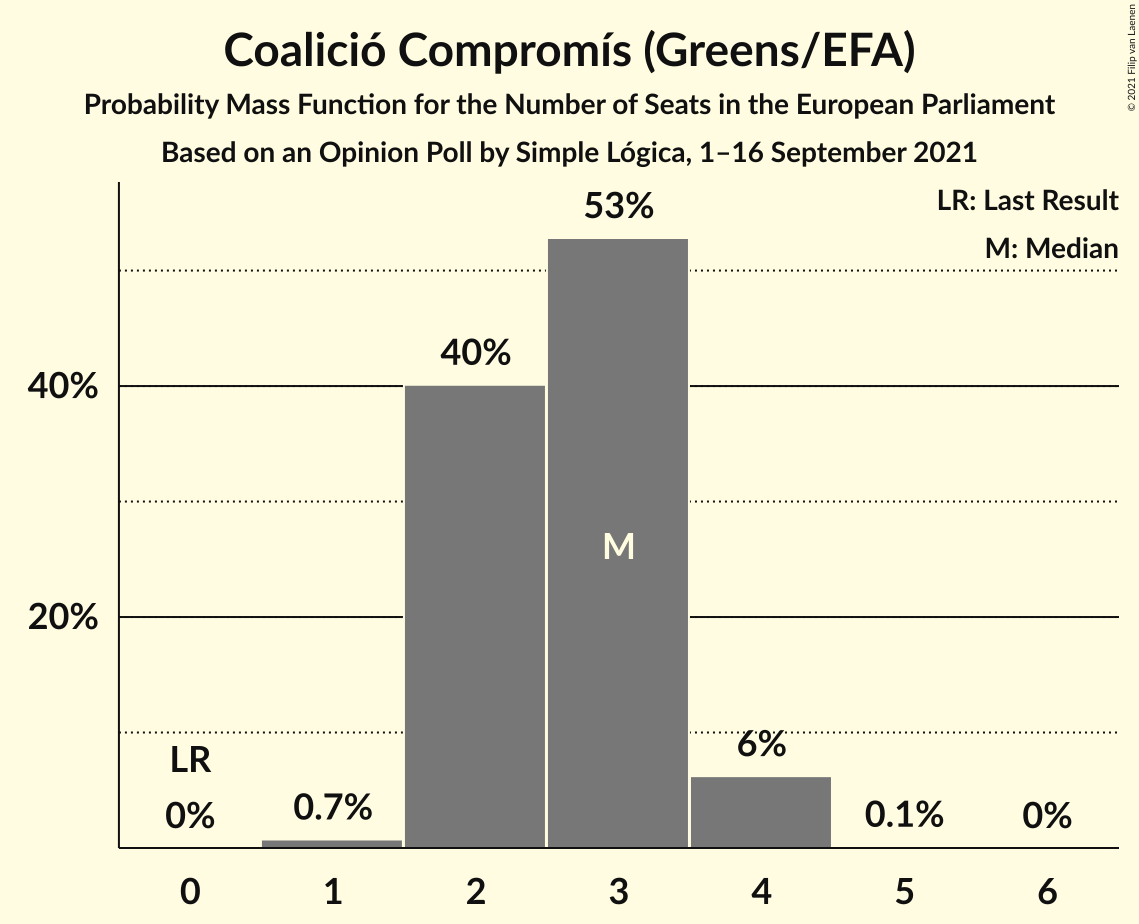 Coalició Compromís (Greens/EFA)
Probability Mass Function for the Number of Seats in the European Parliament
Based on an Opinion Poll by Simple Lógica, 1–16 September 2021
© 2021 Filip van Laenen
LR: Last Result
M: Median
53%
40%
40%
20%
M
LR
0%
0.7%
6%
0.1%
0%
0 1 2 3 4 5 6